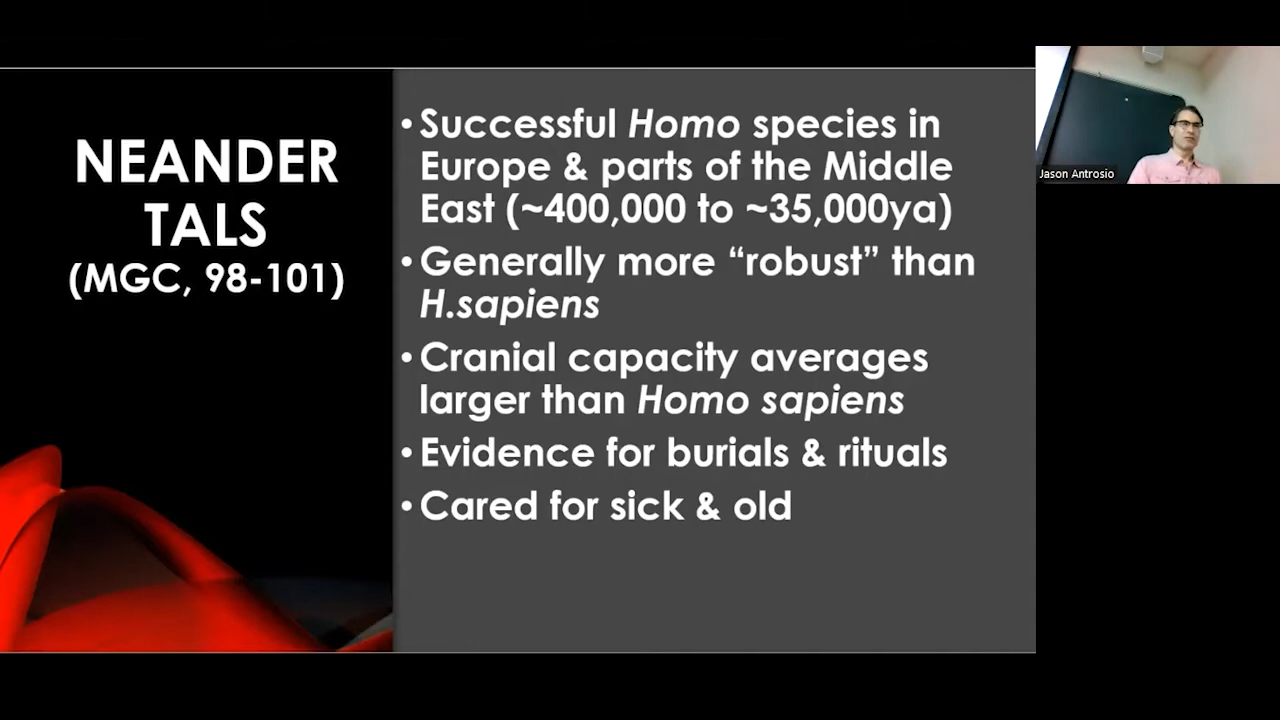 NEANDER
TALS
(MGC, 98-101)
• Successful Homo species in
Europe & parts of the Middle
East (~400,000 to ~35,000ya)
• Generally more “robust” than
H.sapiens
• Cranial capacity averages
larger than Homo sapiens
• Evidence for burials & rituals
• Cared for sick & old
Jason Antrosio